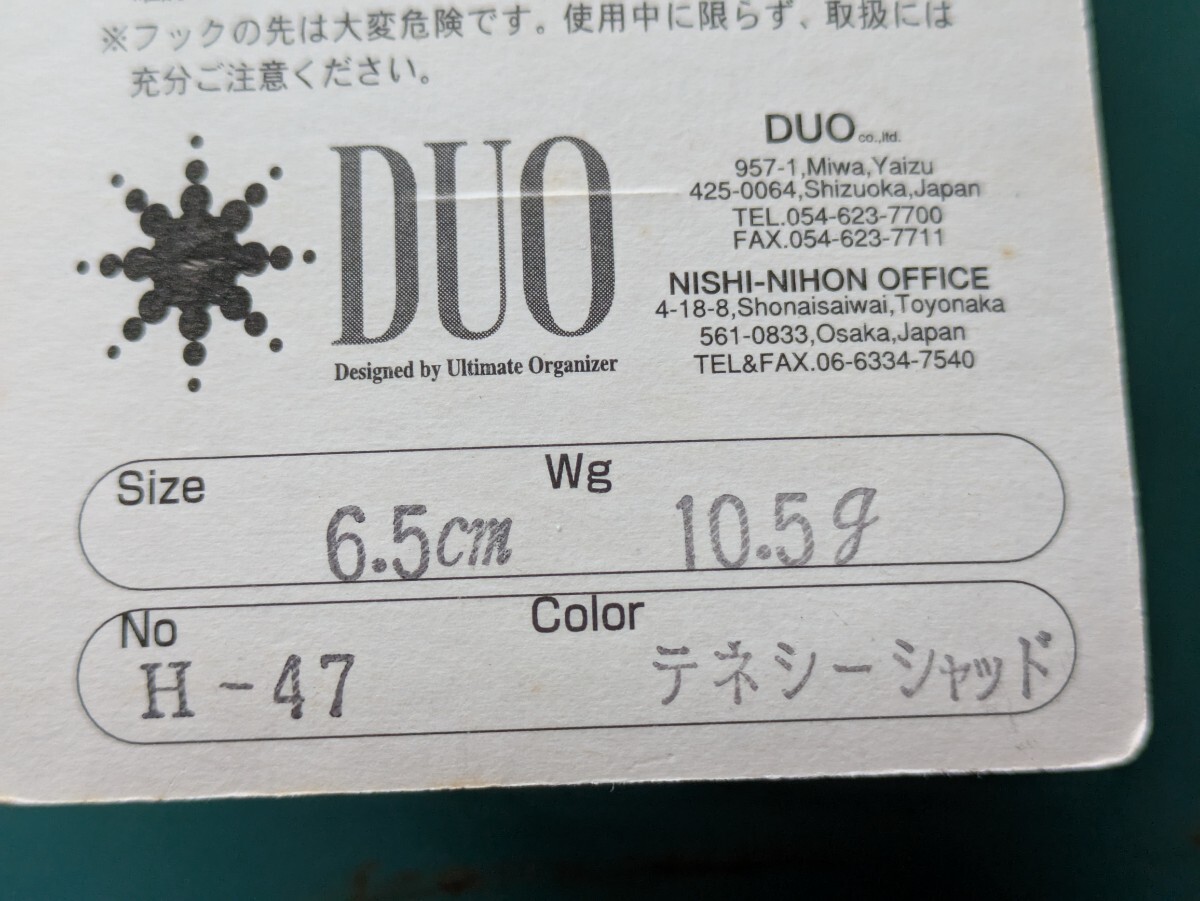 ※フックの先は大変危険です。使用中に限らず、取扱には
充分ご注意ください。
DUO
Designed by Ultimate Organizer
DUO co.,ltd.
957-1,Miwa,Yaizu
425-0064,Shizuoka,Japan
TEL.054-623-7700
FAX.054-623-7711
NISHI-NIHON OFFICE
4-18-8,Shonaisaiwai,Toyonaka
561-0833,Osaka,Japan
TEL&FAX.06-6334-7540
Size 6.5cm Wg 10.5g
No H-47 Color テネシーシャッド